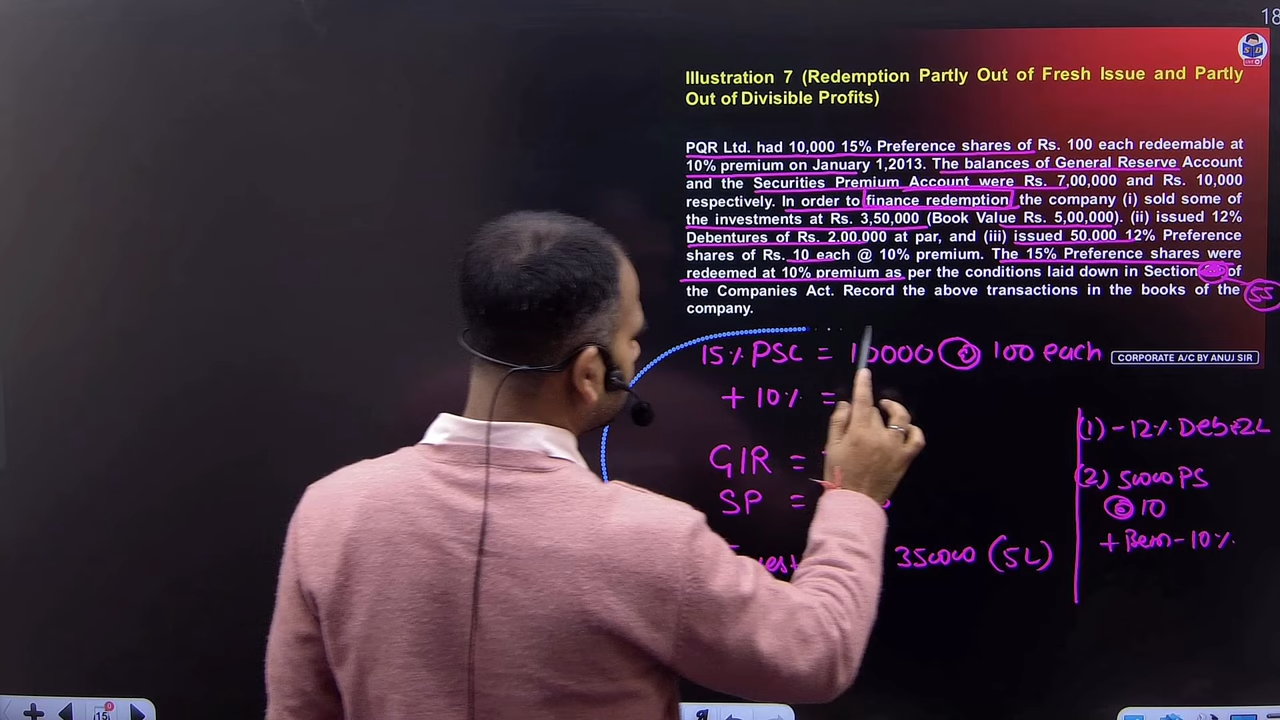 18
Illustration 7 (Redemption Partly Out of Fresh Issue and Partly
Out of Divisible Profits)
PQR Ltd. had 10,000 15% Preference shares of Rs. 100 each redeemable at
10% premium on January 1,2013. The balances of General Reserve Account
and the Securities Premium Account were Rs. 7,00,000 and Rs. 10,000
respectively. In order to finance redemption the company (i) sold some of
the investments at Rs. 3,50,000 (Book Value Rs. 5,00,000). (ii) issued 12%
Debentures of Rs. 2,00,000 at par, and (iii) issued 50,000 12% Preference
shares of Rs. 10 each @ 10% premium. The 15% Preference shares were
redeemed at 10% premium as per the conditions laid down in Section of
the Companies Act. Record the above transactions in the books of the
company.
55
15% PSC = 10000 @ 100 each
CORPORATE A/C BY ANUJ SIR
+ 10% =
G/R =
SP =
350000 (5L)
(1) - 12% Deb = 2L
(2) 50000 PS
@ 10
+ Prem - 10%
15